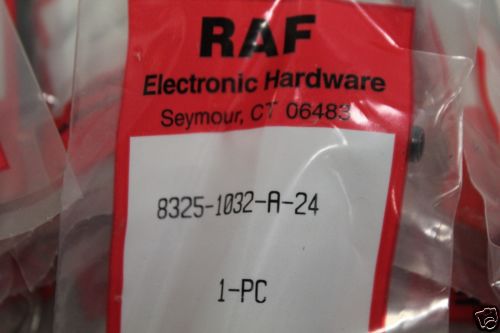 RAF
Electronic Hardware
Seymour, CT 06483
8325-1032-A-24
1-PC